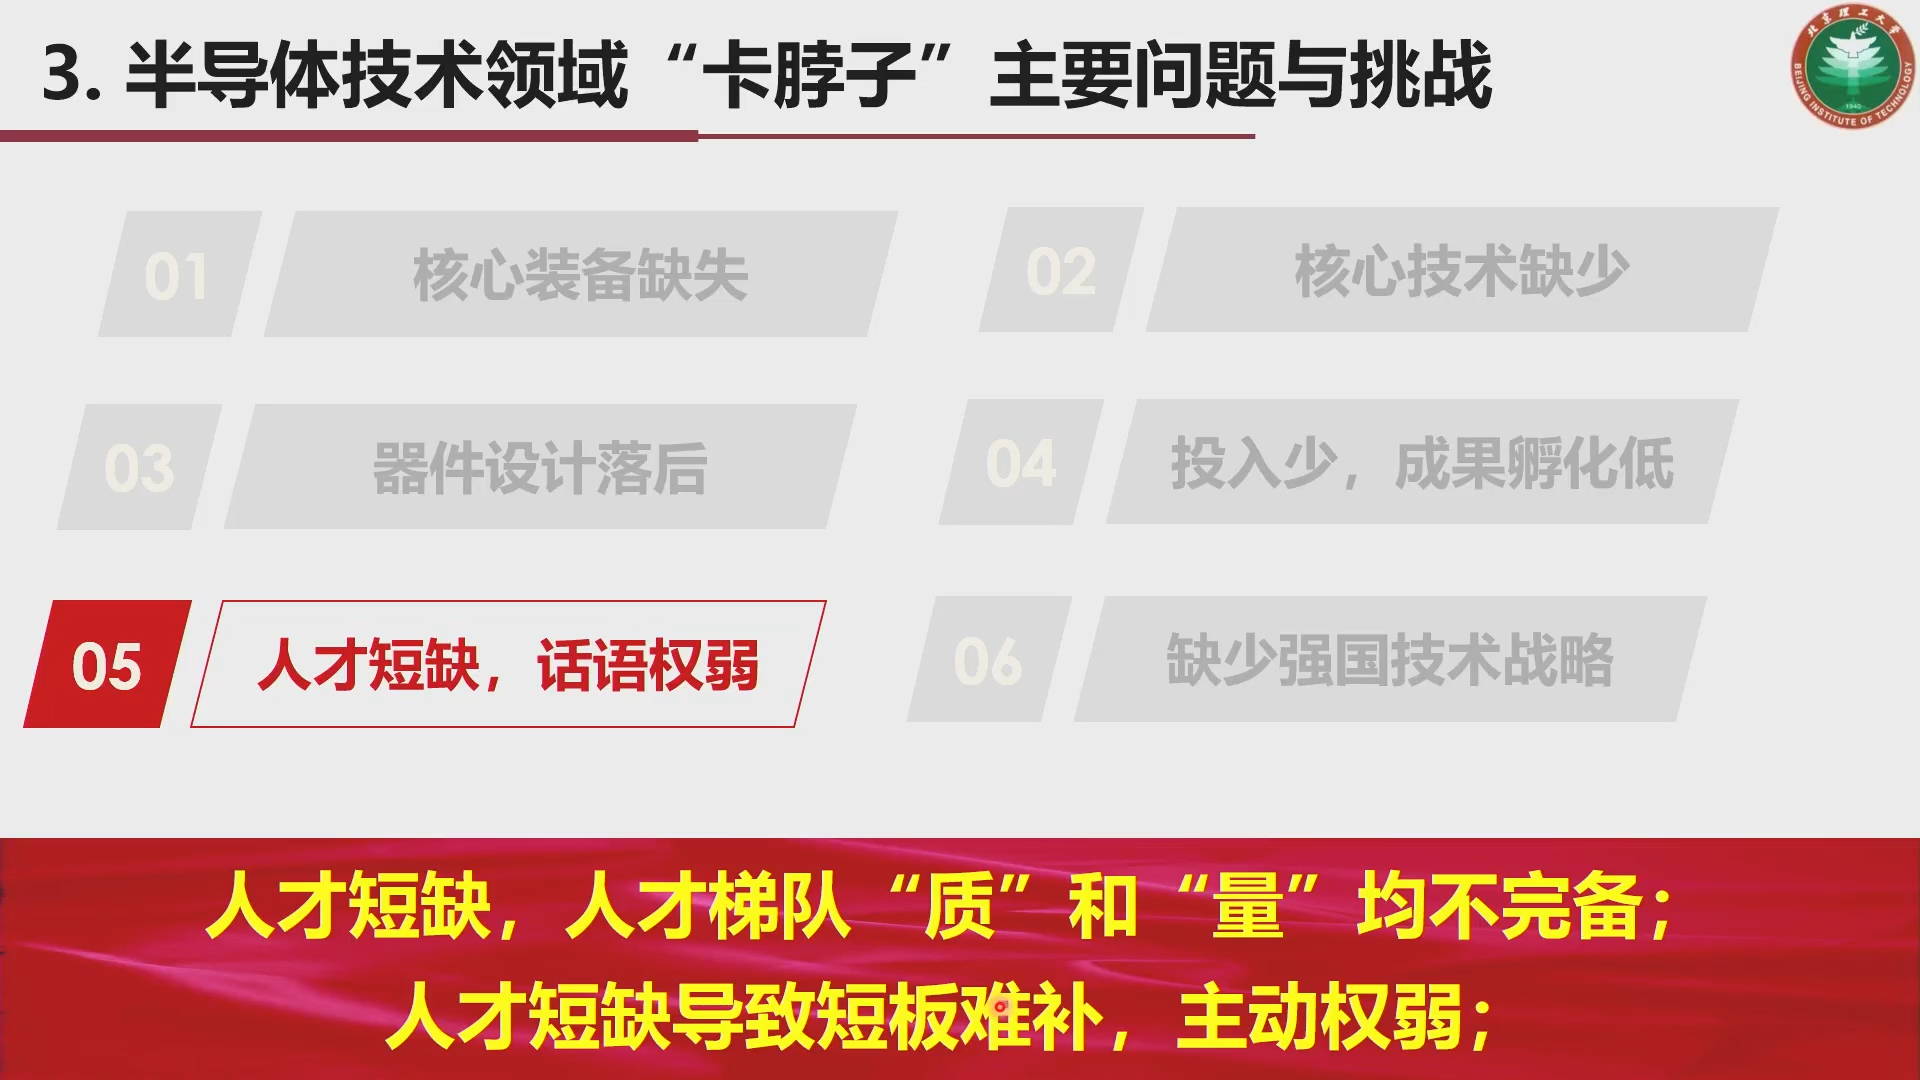 3. 半导体技术领域“卡脖子”主要问题与挑战
北京理工大学
BEIJING INSTITUTE OF TECHNOLOGY
1940
01 核心装备缺失
02 核心技术缺少
03 器件设计落后
04 投入少，成果孵化低
05 人才短缺，话语权弱
06 缺少强国技术战略
人才短缺，人才梯队“质”和“量”均不完备；
人才短缺导致短板难补，主动权弱；